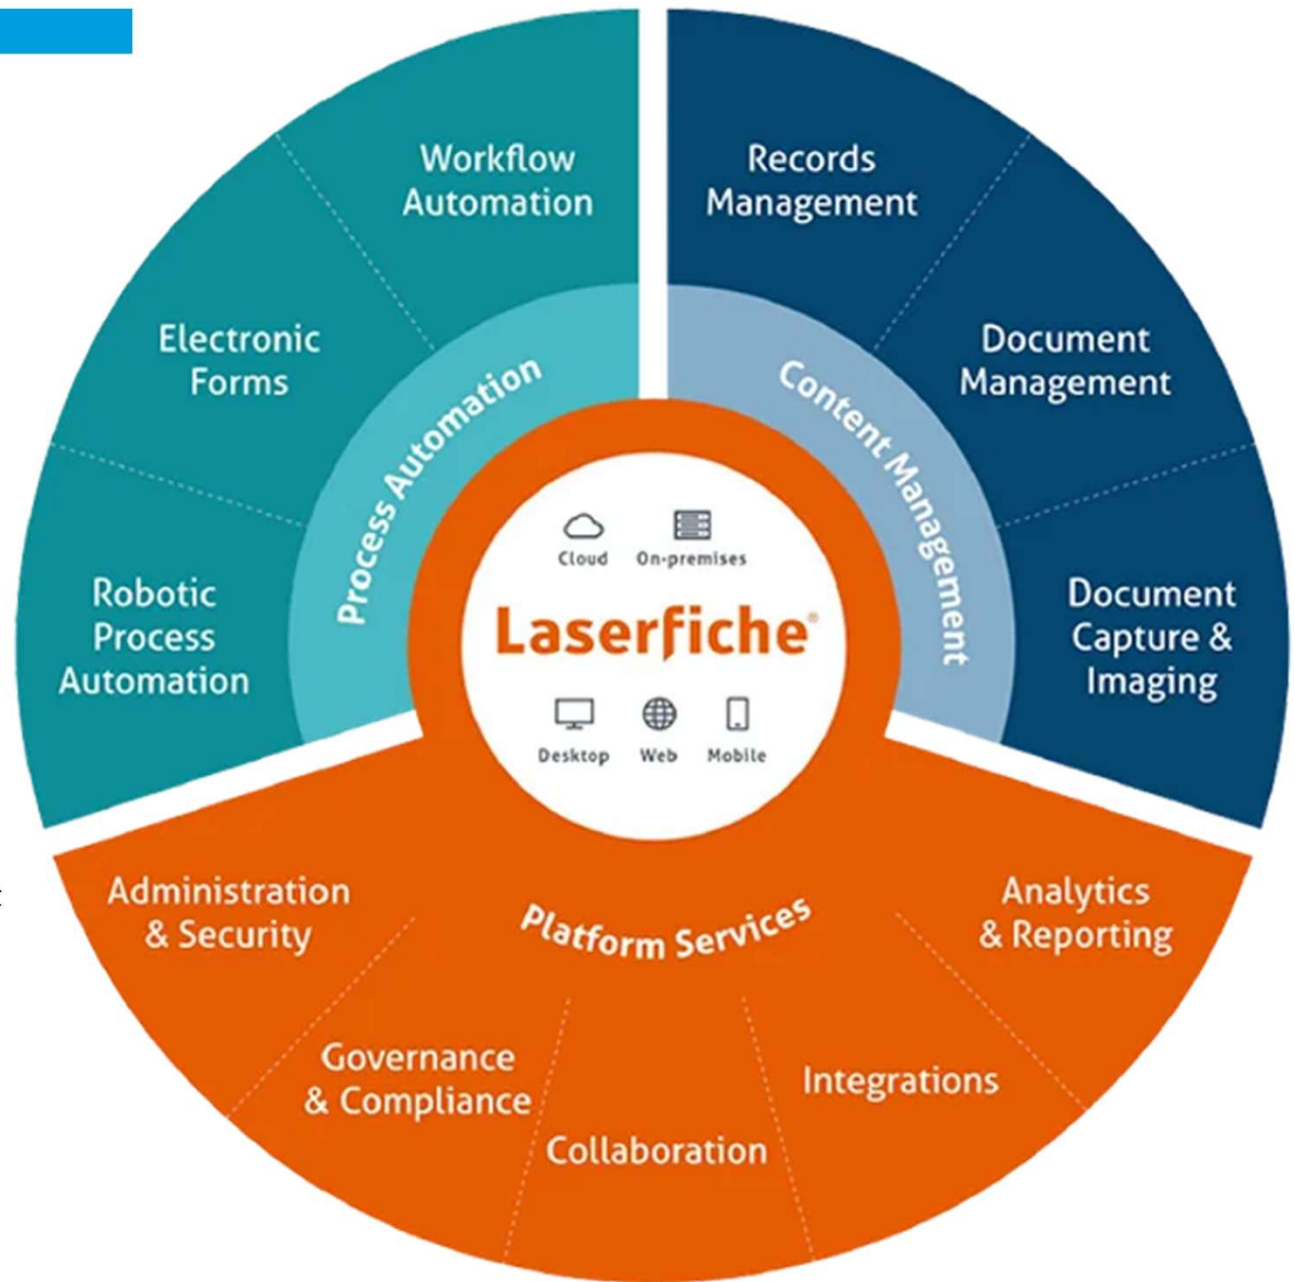 Workflow
Automation
Records
Management
Electronic
Forms
Document
Management
Process Automation
Content Management
Cloud
On-premises
Laserfiche®
Robotic
Process
Automation
Document
Capture &
Imaging
Desktop
Web
Mobile
Administration
& Security
Platform Services
Analytics
& Reporting
Governance
& Compliance
Integrations
Collaboration